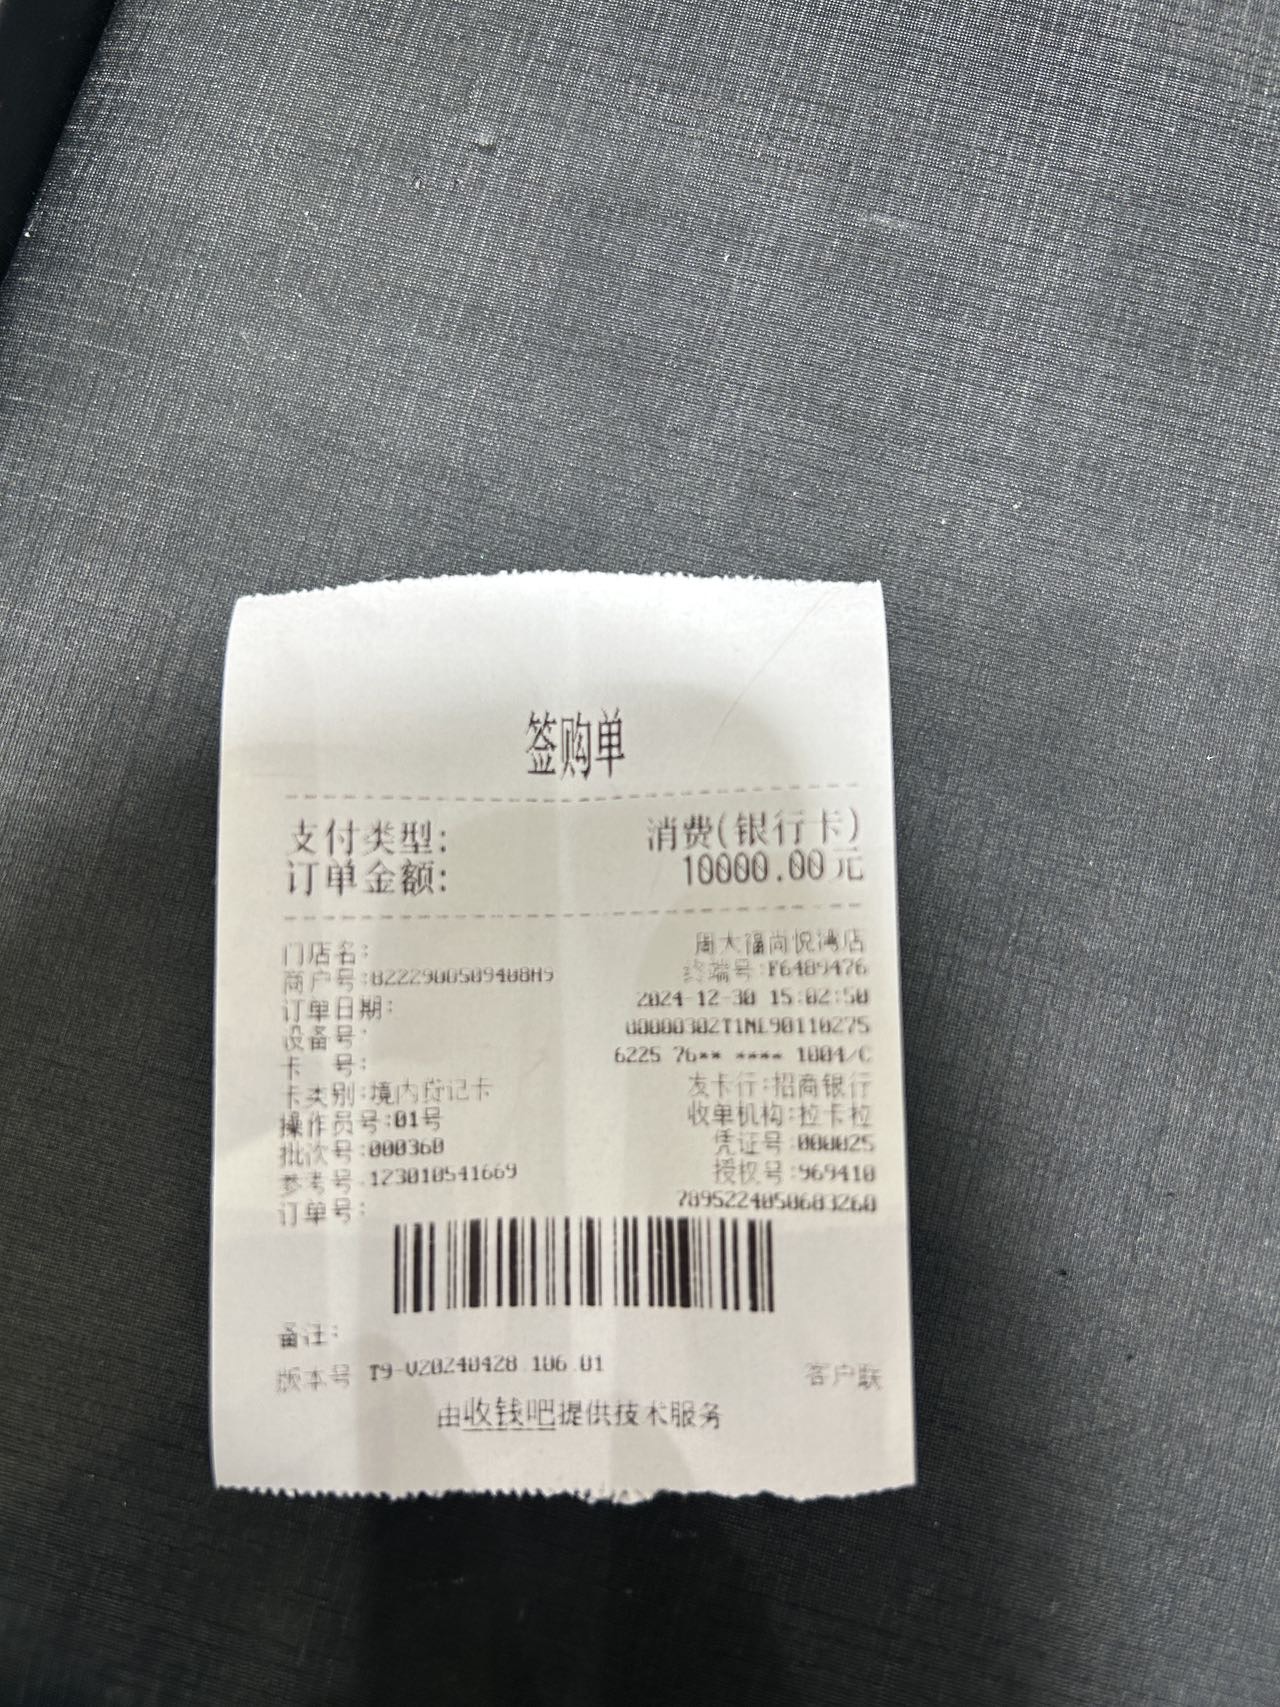 签购单
支付类型: 消费(银行卡)
订单金额: 10000.00元
门店名: 周大福尚悦湾店
商户号:8222900509408H9 终端号:F6489476
订单日期: 2024-12-30 15:02:50
设备号: 00000302T1NL90110275
卡 号: 6225 76** **** 1004/C
卡类别:境内贷记卡 发卡行:招商银行
操作员号:01号 收单机构:拉卡拉
批次号:000360 凭证号:000025
参考号:123010541669 授权号:969410
订单号: 7895224050603260
备注:
版本号 T9-V20240428.106.01 客户联
由收钱吧提供技术服务